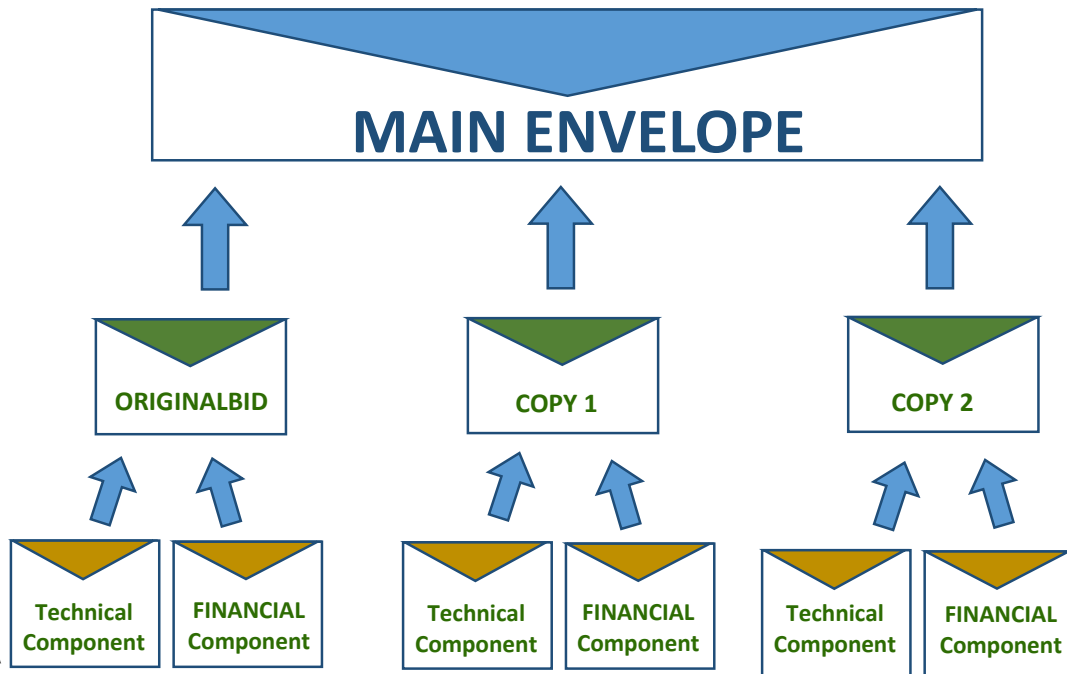 MAIN ENVELOPE
ORIGINALBID
COPY 1
COPY 2
Technical
Component
FINANCIAL
Component
Technical
Component
FINANCIAL
Component
Technical
Component
FINANCIAL
Component